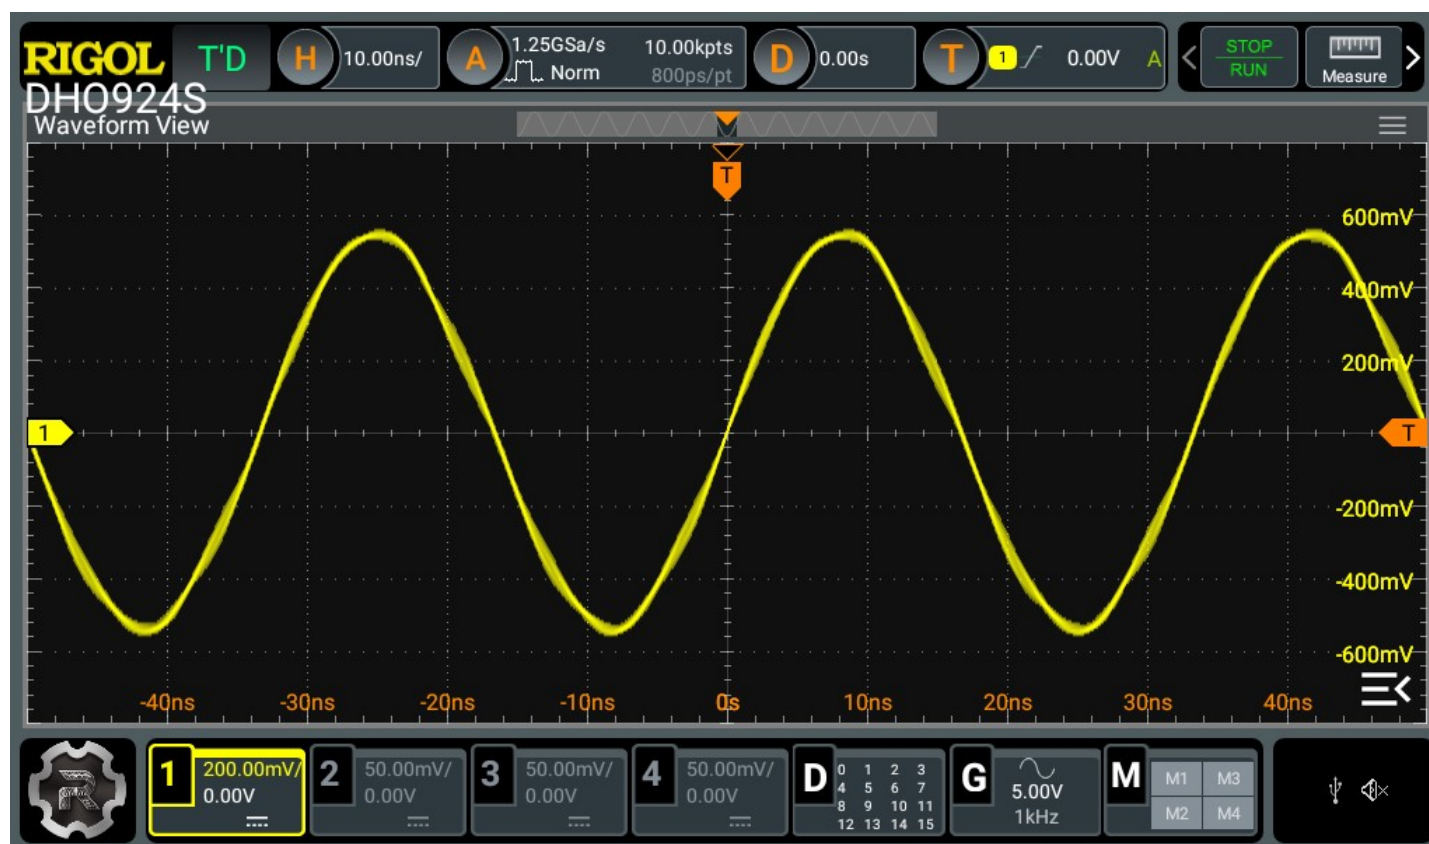 RIGOL T'D H 10.00ns/ A 1.25GSa/s 10.00kpts D 0.00s T 1 0.00V A STOP
Norm 800ps/pt RUN Measure
DHO924S
Waveform View
T
600mV
400mV
200mV
1 T
-200mV
-400mV
-600mV
-40ns -30ns -20ns -10ns 0s 10ns 20ns 30ns 40ns
R 1 200.00mV/ 2 50.00mV/ 3 50.00mV/ 4 50.00mV/ D 0 1 2 3 G M M1 M3
4 5 6 7 5.00V
0.00V 0.00V 0.00V 0.00V 8 9 10 11 1kHz M2 M4
12 13 14 15